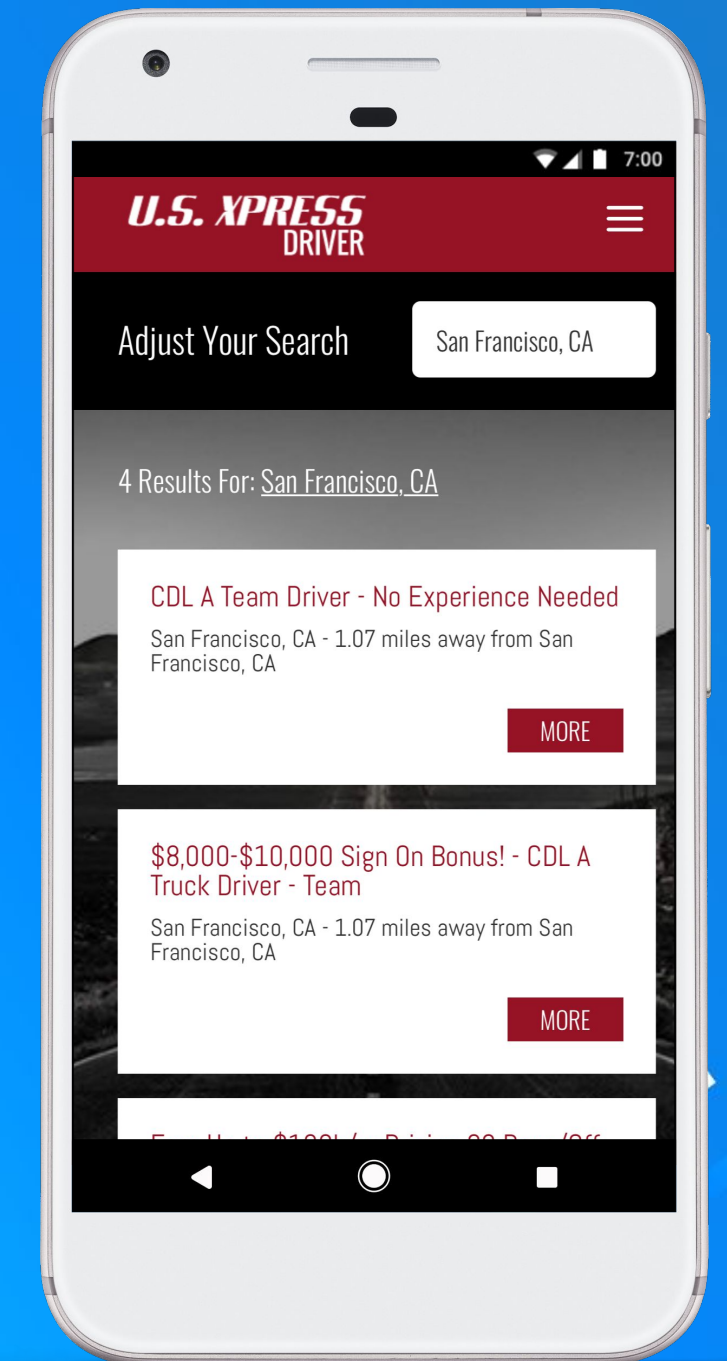 7:00
U.S. XPRESS
DRIVER
Adjust Your Search
San Francisco, CA
4 Results For: San Francisco, CA
CDL A Team Driver - No Experience Needed
San Francisco, CA - 1.07 miles away from San
Francisco, CA
MORE
$8,000-$10,000 Sign On Bonus! - CDL A
Truck Driver - Team
San Francisco, CA - 1.07 miles away from San
Francisco, CA
MORE